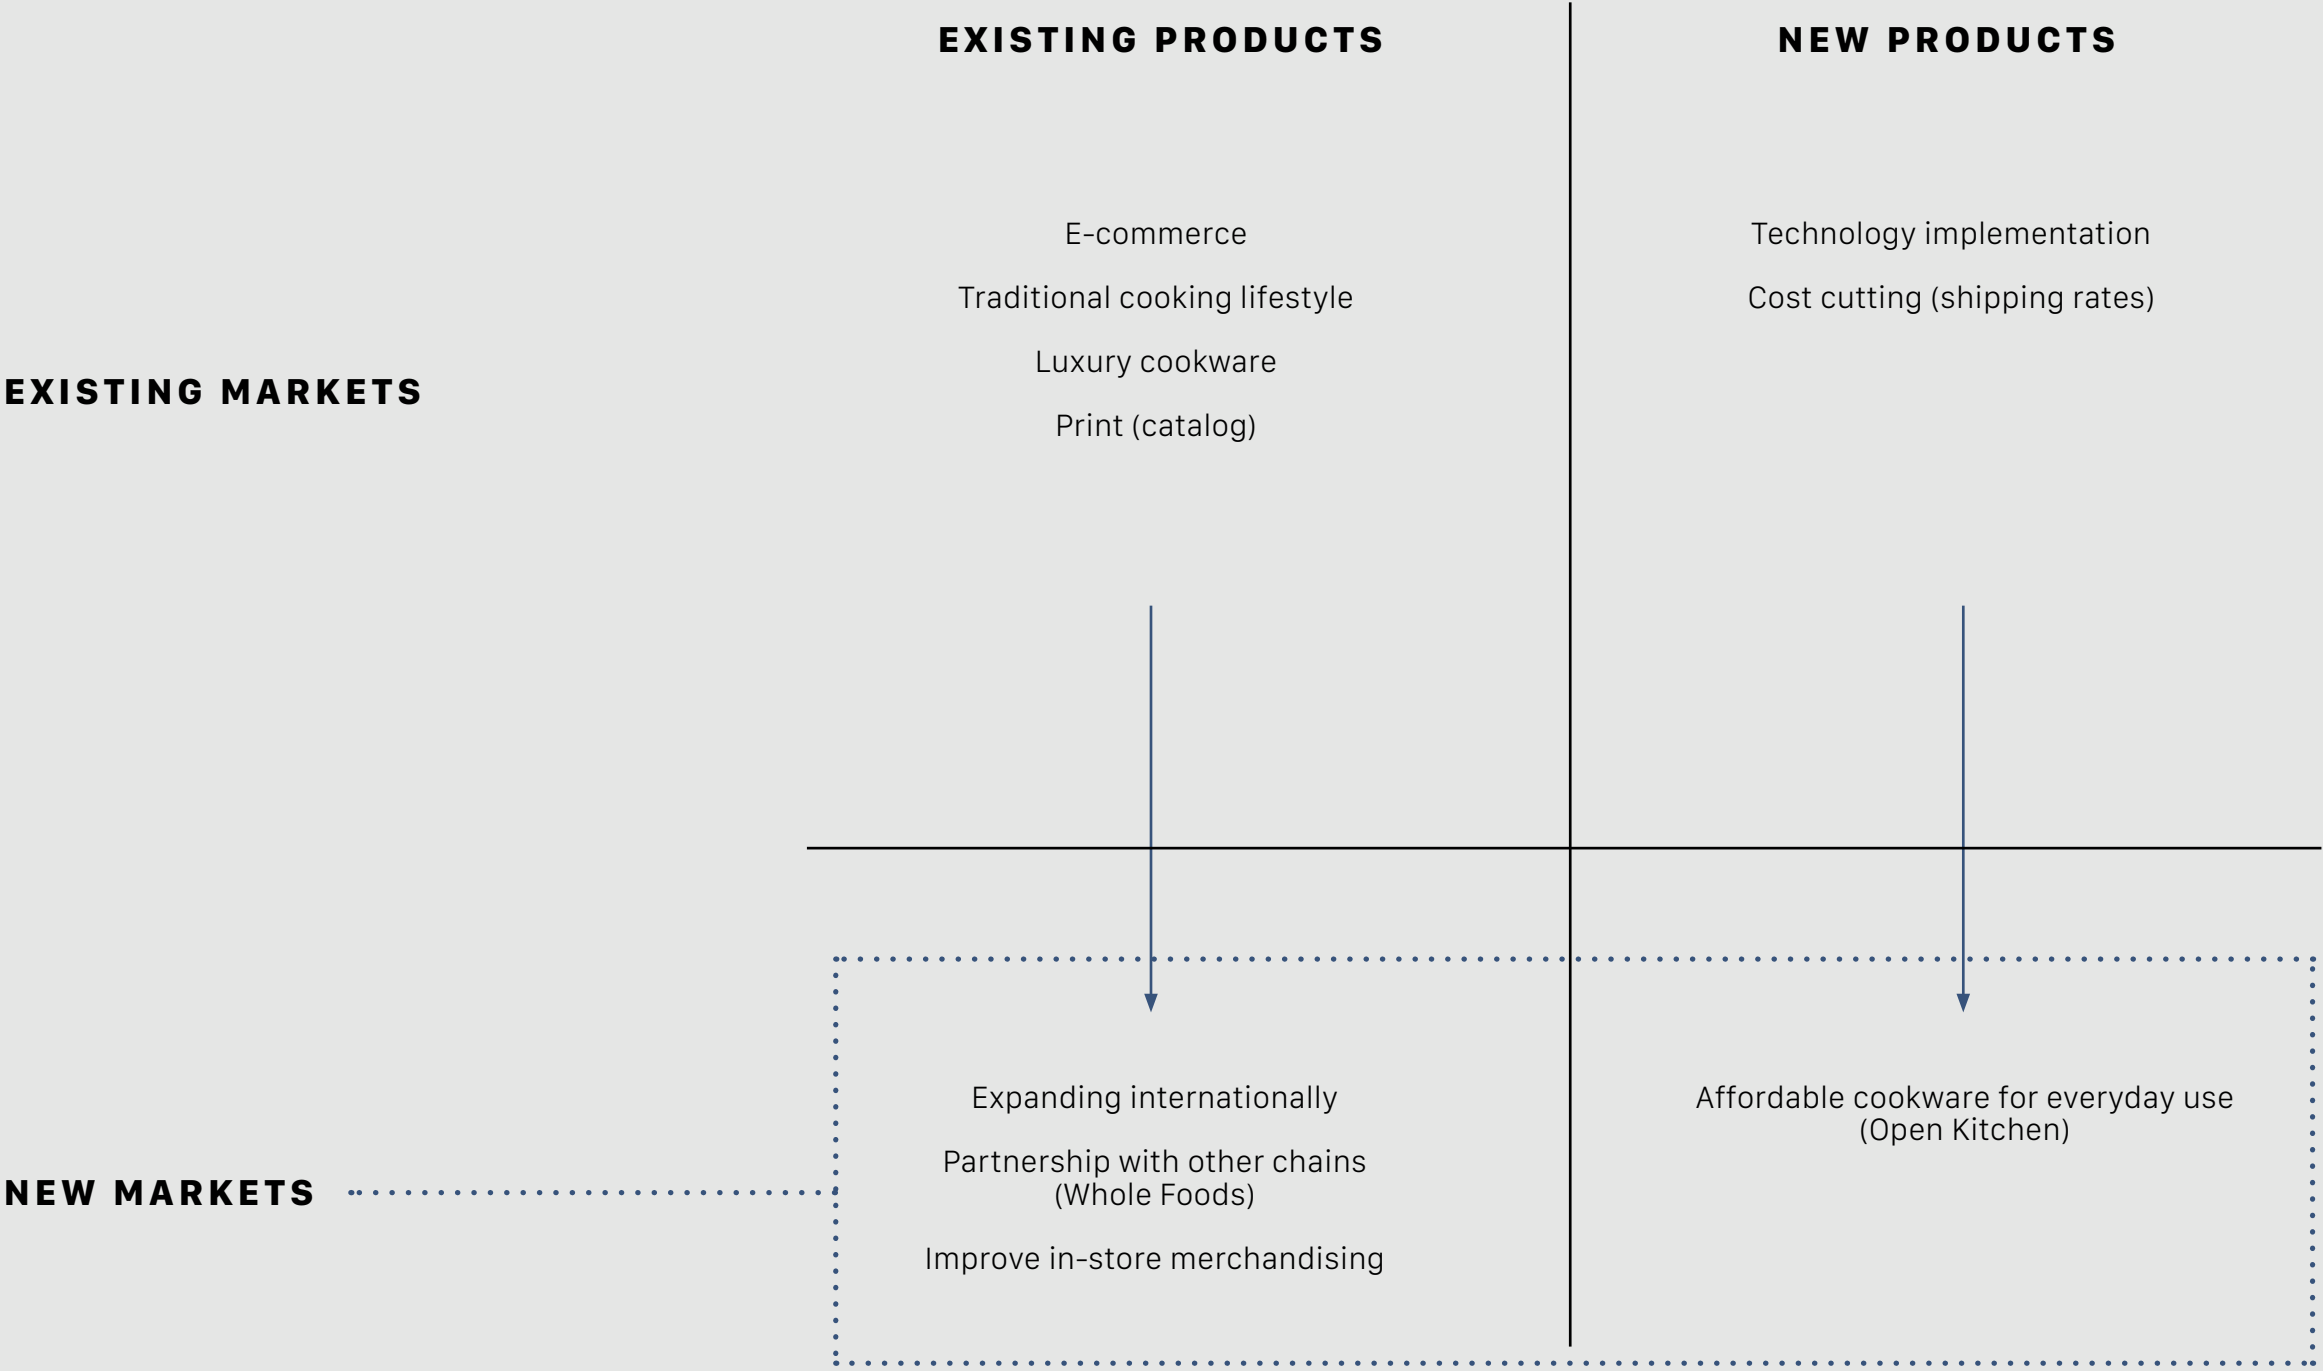 EXISTING PRODUCTS
NEW PRODUCTS
EXISTING MARKETS
E-commerce
Traditional cooking lifestyle
Luxury cookware
Print (catalog)
Technology implementation
Cost cutting (shipping rates)
NEW MARKETS
Expanding internationally
Partnership with other chains
(Whole Foods)
Improve in-store merchandising
Affordable cookware for everyday use
(Open Kitchen)